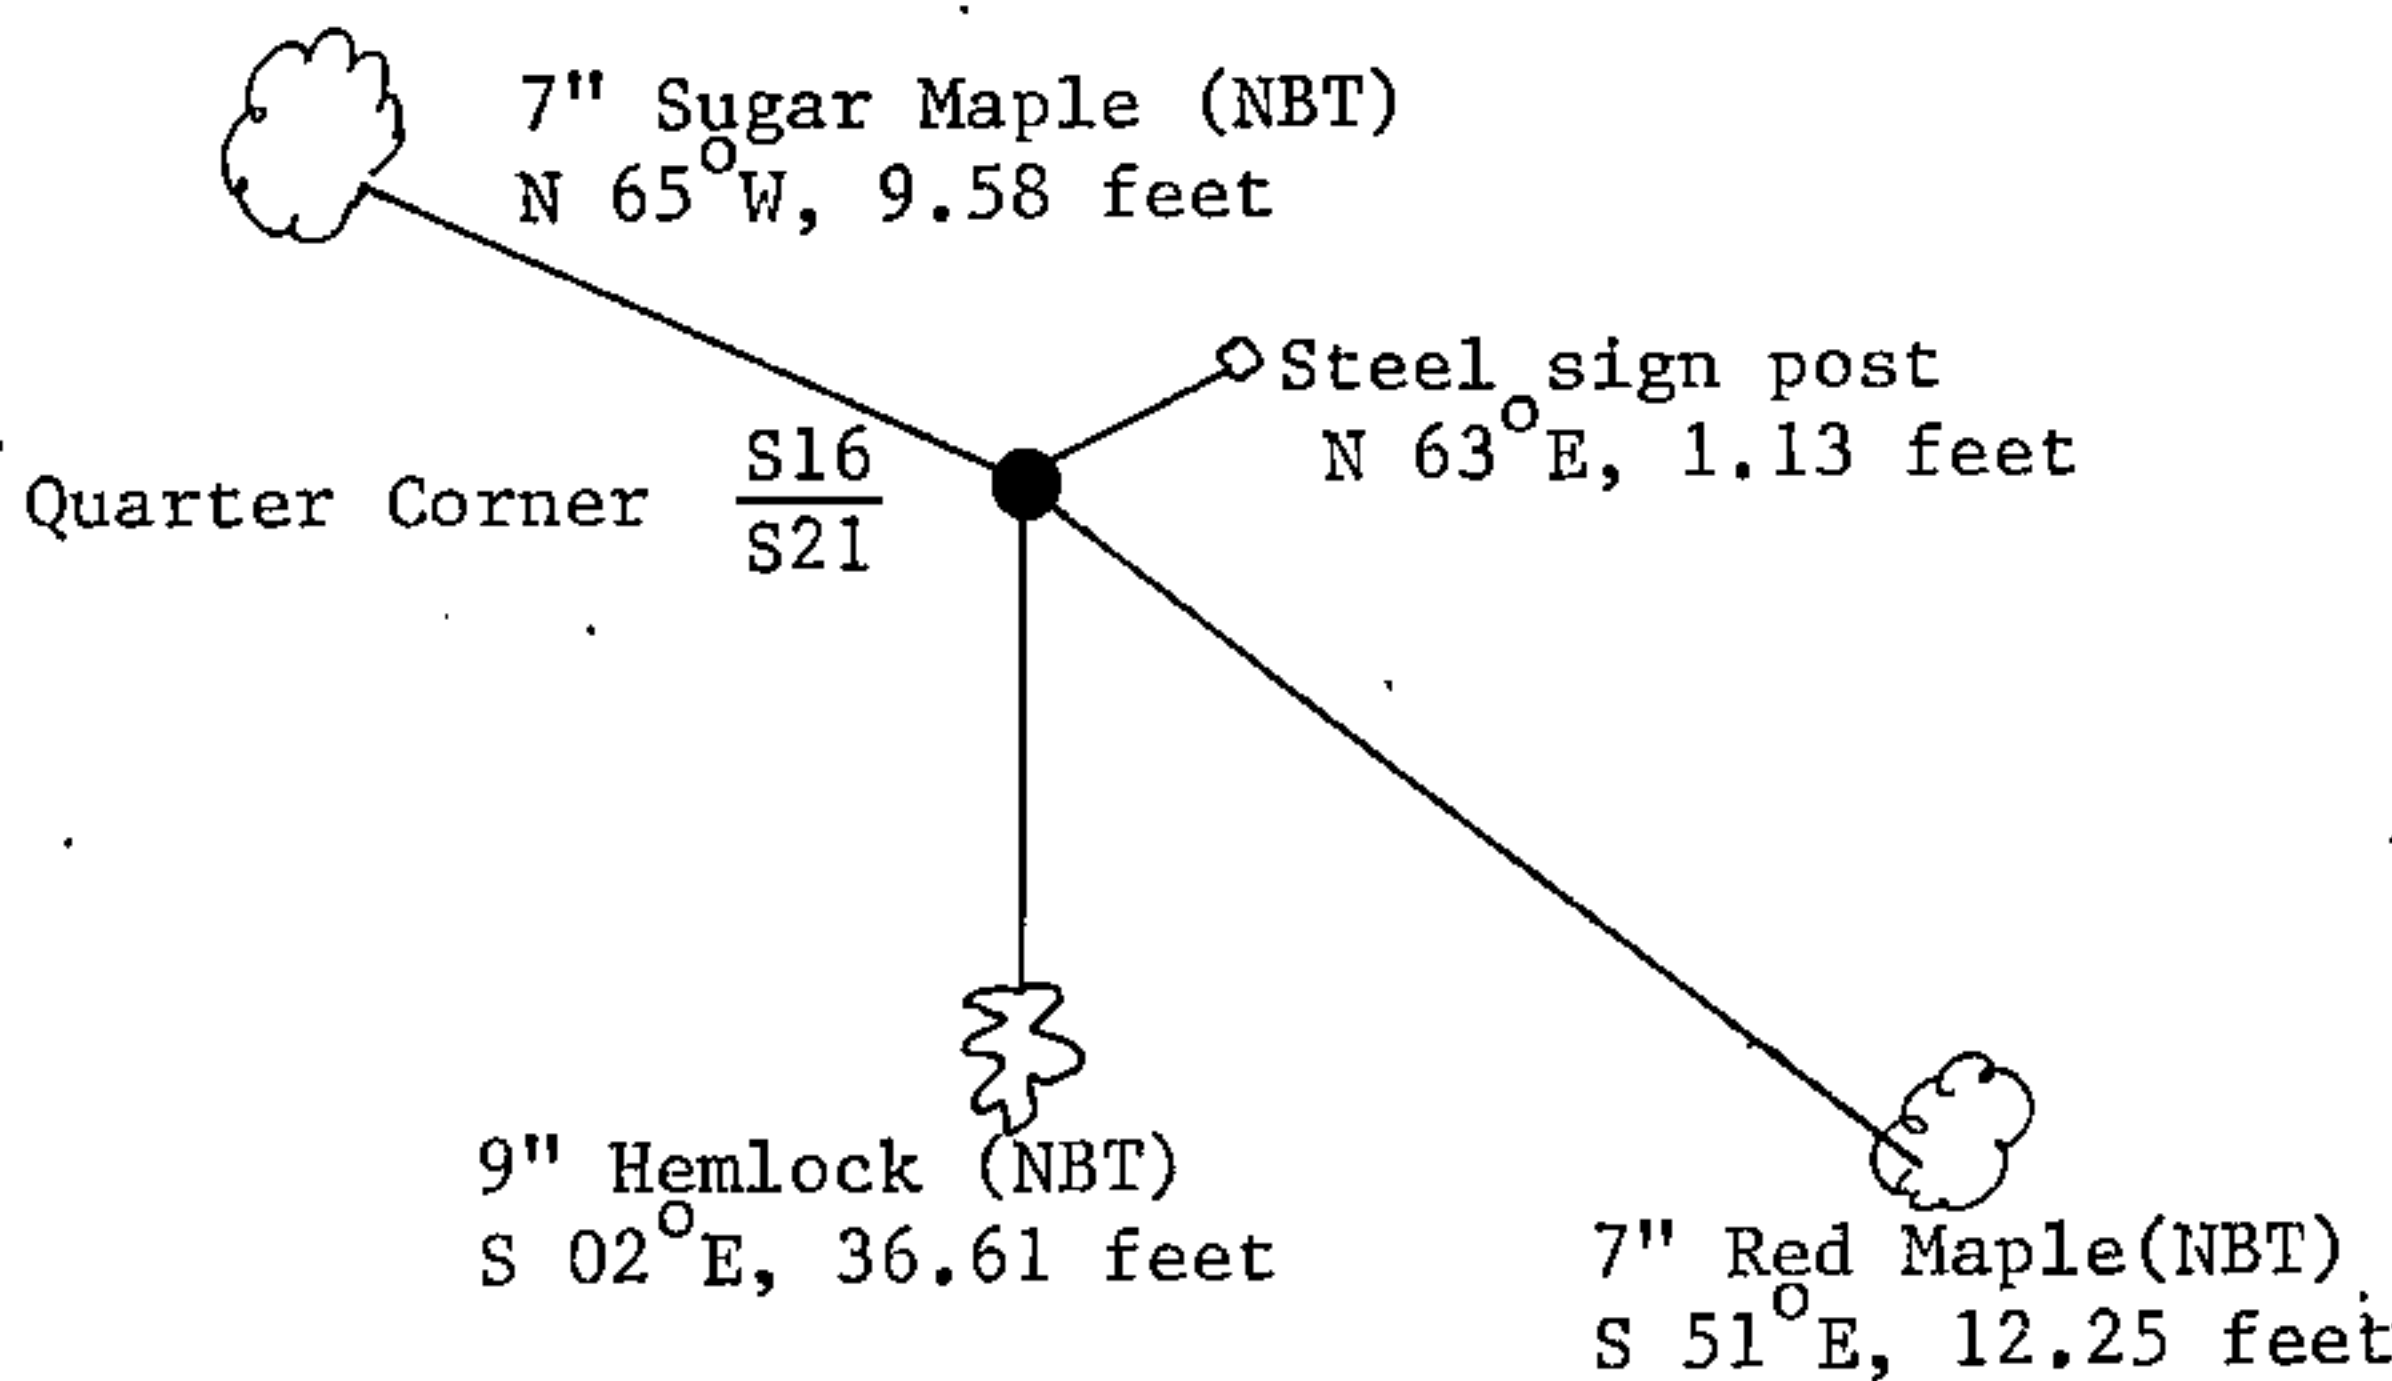 7" Sugar Maple (NBT)
N 65°W, 9.58 feet
Steel sign post
N 63°E, 1.13 feet
Quarter Corner
S16
S21
9" Hemlock (NBT)
S 02°E, 36.61 feet
7" Red Maple(NBT)
S 51°E, 12.25 feet